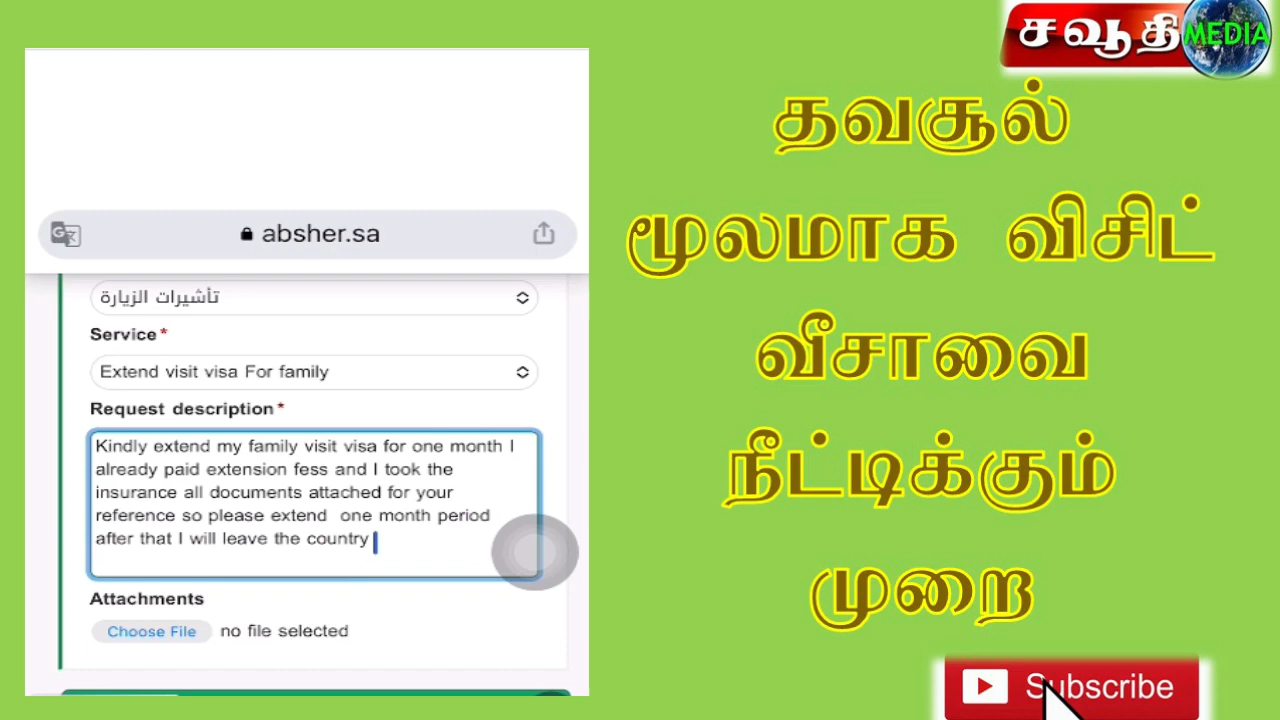 absher.sa
تأشيرات الزيارة
Service*
Extend visit visa For family
Request description*
Kindly extend my family visit visa for one month I
already paid extension fess and I took the
insurance all documents attached for your
reference so please extend one month period
after that I will leave the country
Attachments
Choose File no file selected
சவூதி MEDIA
தவசூல்
மூலமாக விசிட்
வீசாவை
நீட்டிக்கும்
முறை
Subscribe